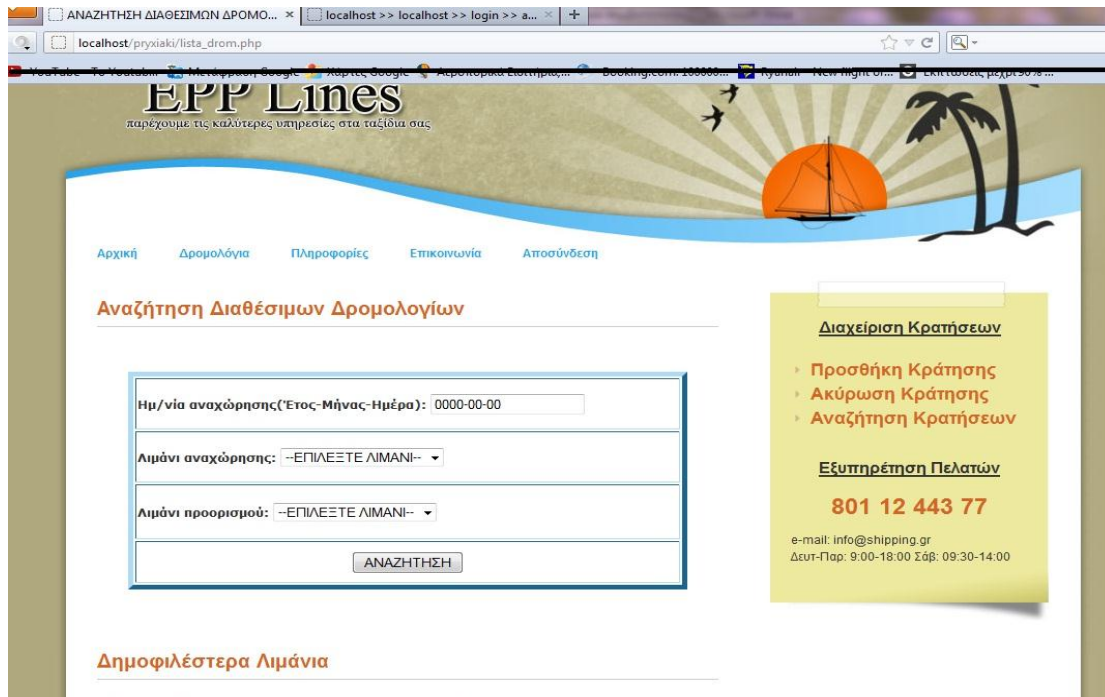 ΑΝΑΖΗΤΗΣΗ ΔΙΑΘΕΣΙΜΩΝ ΔΡΟΜΟ...
localhost >> localhost >> login >> a...
localhost/pryxiaki/lista_drom.php
EPP Lines
παρέχουμε τις καλύτερες υπηρεσίες στα ταξίδια σας
Αρχική Δρομολόγια Πληροφορίες Επικοινωνία Αποσύνδεση
Αναζήτηση Διαθέσιμων Δρομολογίων
Ημ/νία αναχώρησης(Έτος-Μήνας-Ημέρα): 0000-00-00
Λιμάνι αναχώρησης: --ΕΠΙΛΕΞΤΕ ΛΙΜΑΝΙ--
Λιμάνι προορισμού: --ΕΠΙΛΕΞΤΕ ΛΙΜΑΝΙ--
ΑΝΑΖΗΤΗΣΗ
Διαχείριση Κρατήσεων
Προσθήκη Κράτησης
Ακύρωση Κράτησης
Αναζήτηση Κρατήσεων
Εξυπηρέτηση Πελατών
801 12 443 77
e-mail: info@shipping.gr
Δευτ-Παρ: 9:00-18:00 Σάβ: 09:30-14:00
Δημοφιλέστερα Λιμάνια